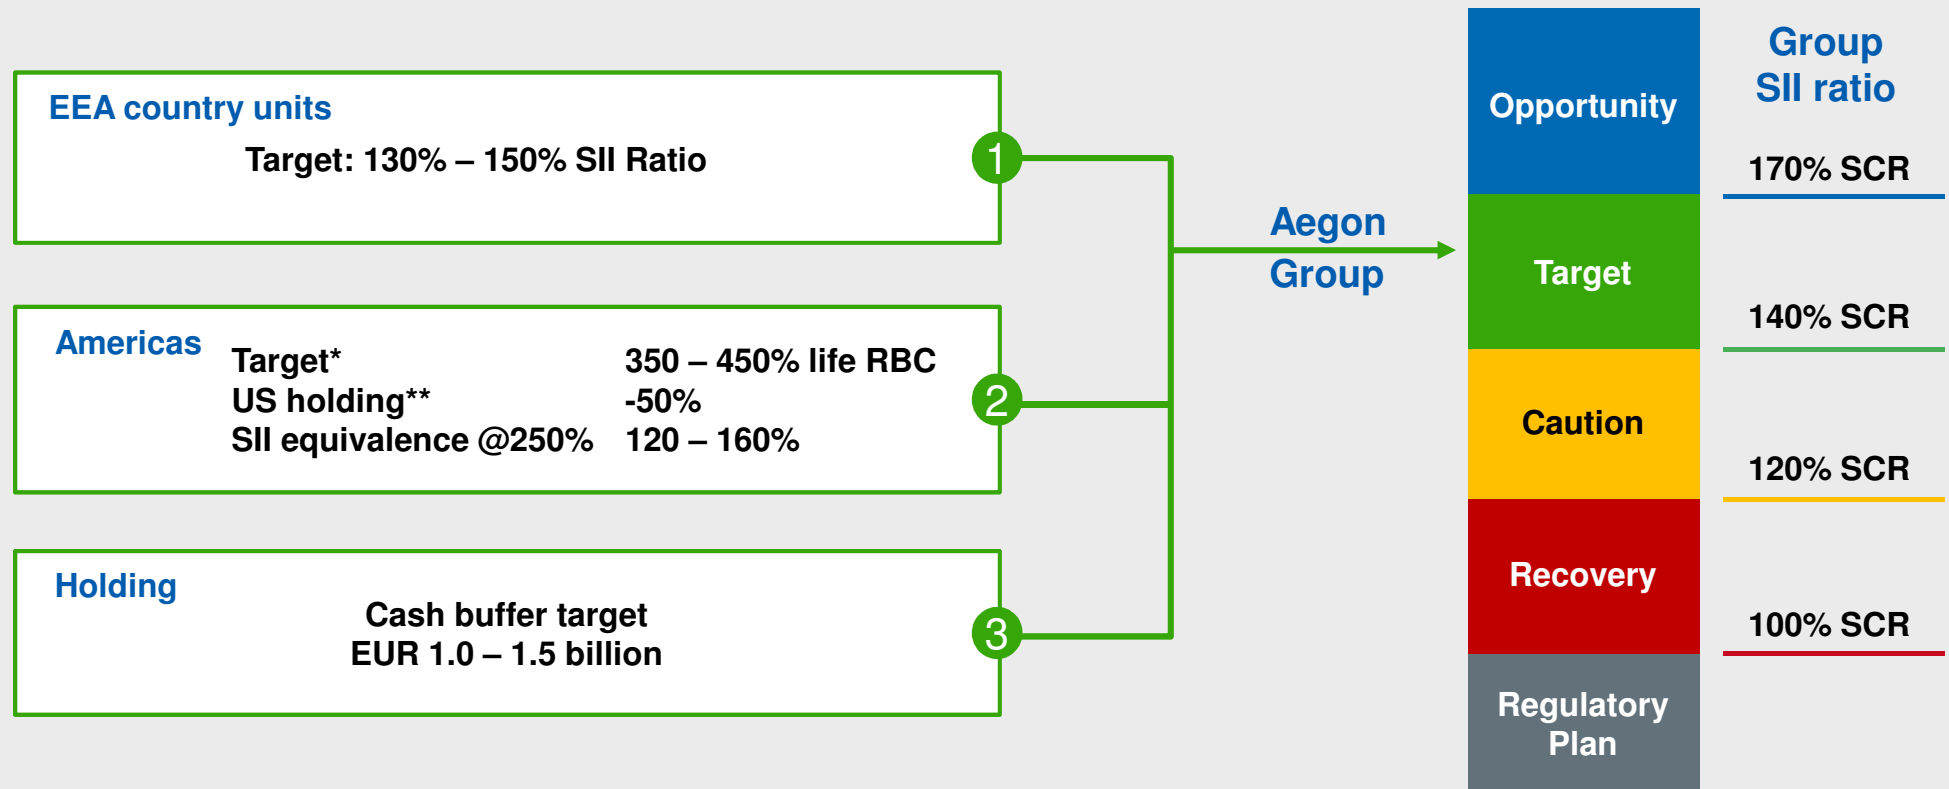 EEA country units
Target: 130% – 150% SII Ratio
1
Americas
Target* 350 – 450% life RBC
US holding** -50%
SII equivalence @250% 120 – 160%
2
Holding
Cash buffer target
EUR 1.0 – 1.5 billion
3
Aegon
Group
Opportunity
Target
Caution
Recovery
Regulatory
Plan
Group
SII ratio
170% SCR
140% SCR
120% SCR
100% SCR